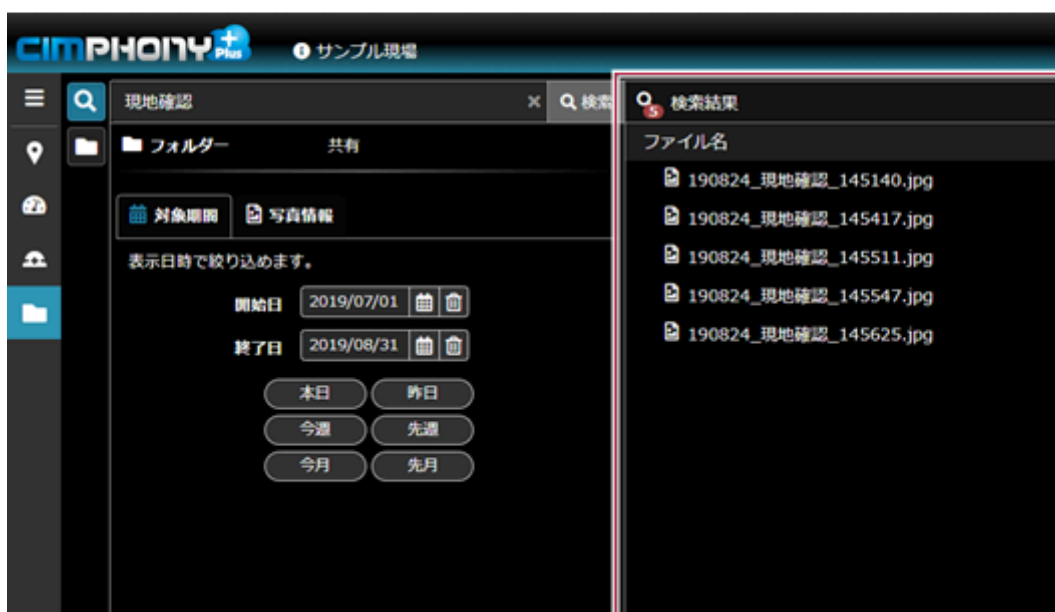 CIMPHONY Plus
サンプル現場
現地確認 × 検索
フォルダー 共有
対象期間 写真情報
表示日時で絞り込めます。
開始日 2019/07/01
終了日 2019/08/31
本日 昨日
今週 先週
今月 先月
5 検索結果
ファイル名
190824_現地確認_145140.jpg
190824_現地確認_145417.jpg
190824_現地確認_145511.jpg
190824_現地確認_145547.jpg
190824_現地確認_145625.jpg